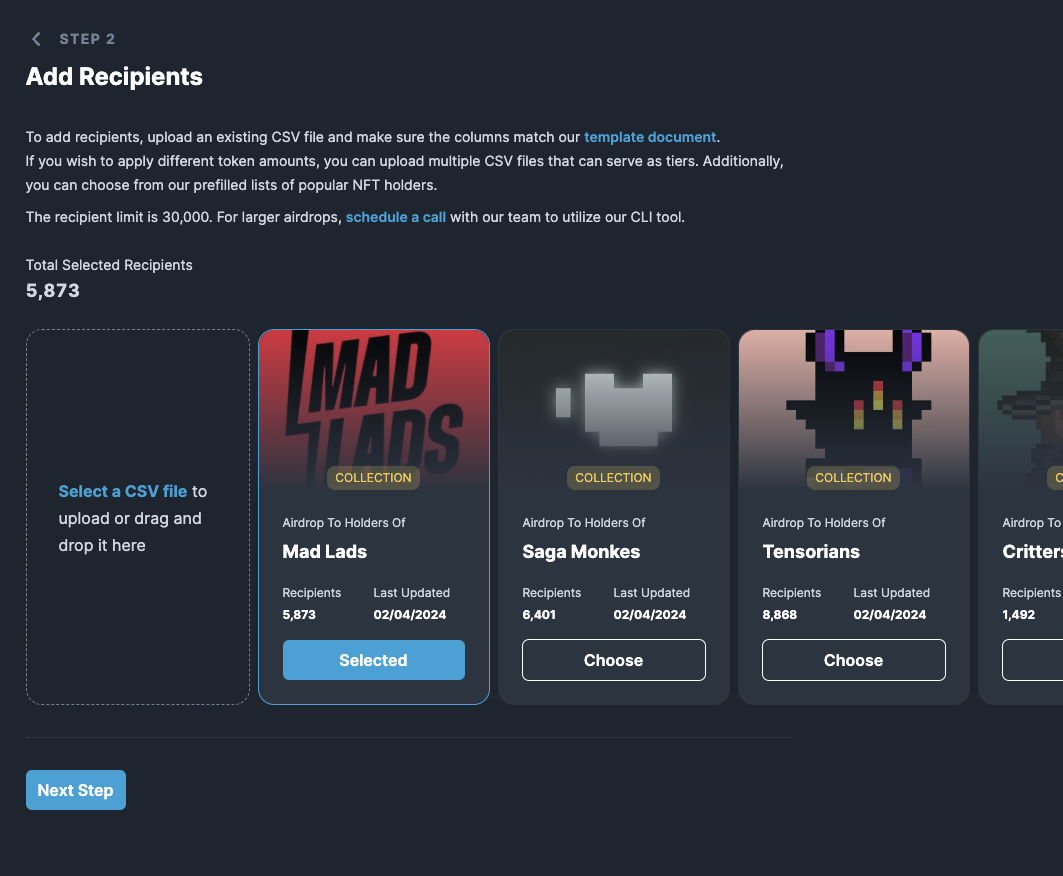 STEP 2
Add Recipients
To add recipients, upload an existing CSV file and make sure the columns match our template document.
If you wish to apply different token amounts, you can upload multiple CSV files that can serve as tiers. Additionally,
you can choose from our prefilled lists of popular NFT holders.
The recipient limit is 30,000. For larger airdrops, schedule a call with our team to utilize our CLI tool.
Total Selected Recipients
5,873
Select a CSV file to
upload or drag and
drop it here
MAD
LADS
COLLECTION
Airdrop To Holders Of
Mad Lads
Recipients Last Updated
5,873 02/04/2024
Selected
COLLECTION
Airdrop To Holders Of
Saga Monkes
Recipients Last Updated
6,401 02/04/2024
Choose
COLLECTION
Airdrop To Holders Of
Tensorians
Recipients Last Updated
8,868 02/04/2024
Choose
C
Airdrop To
Critters
Recipients
1,492
Next Step